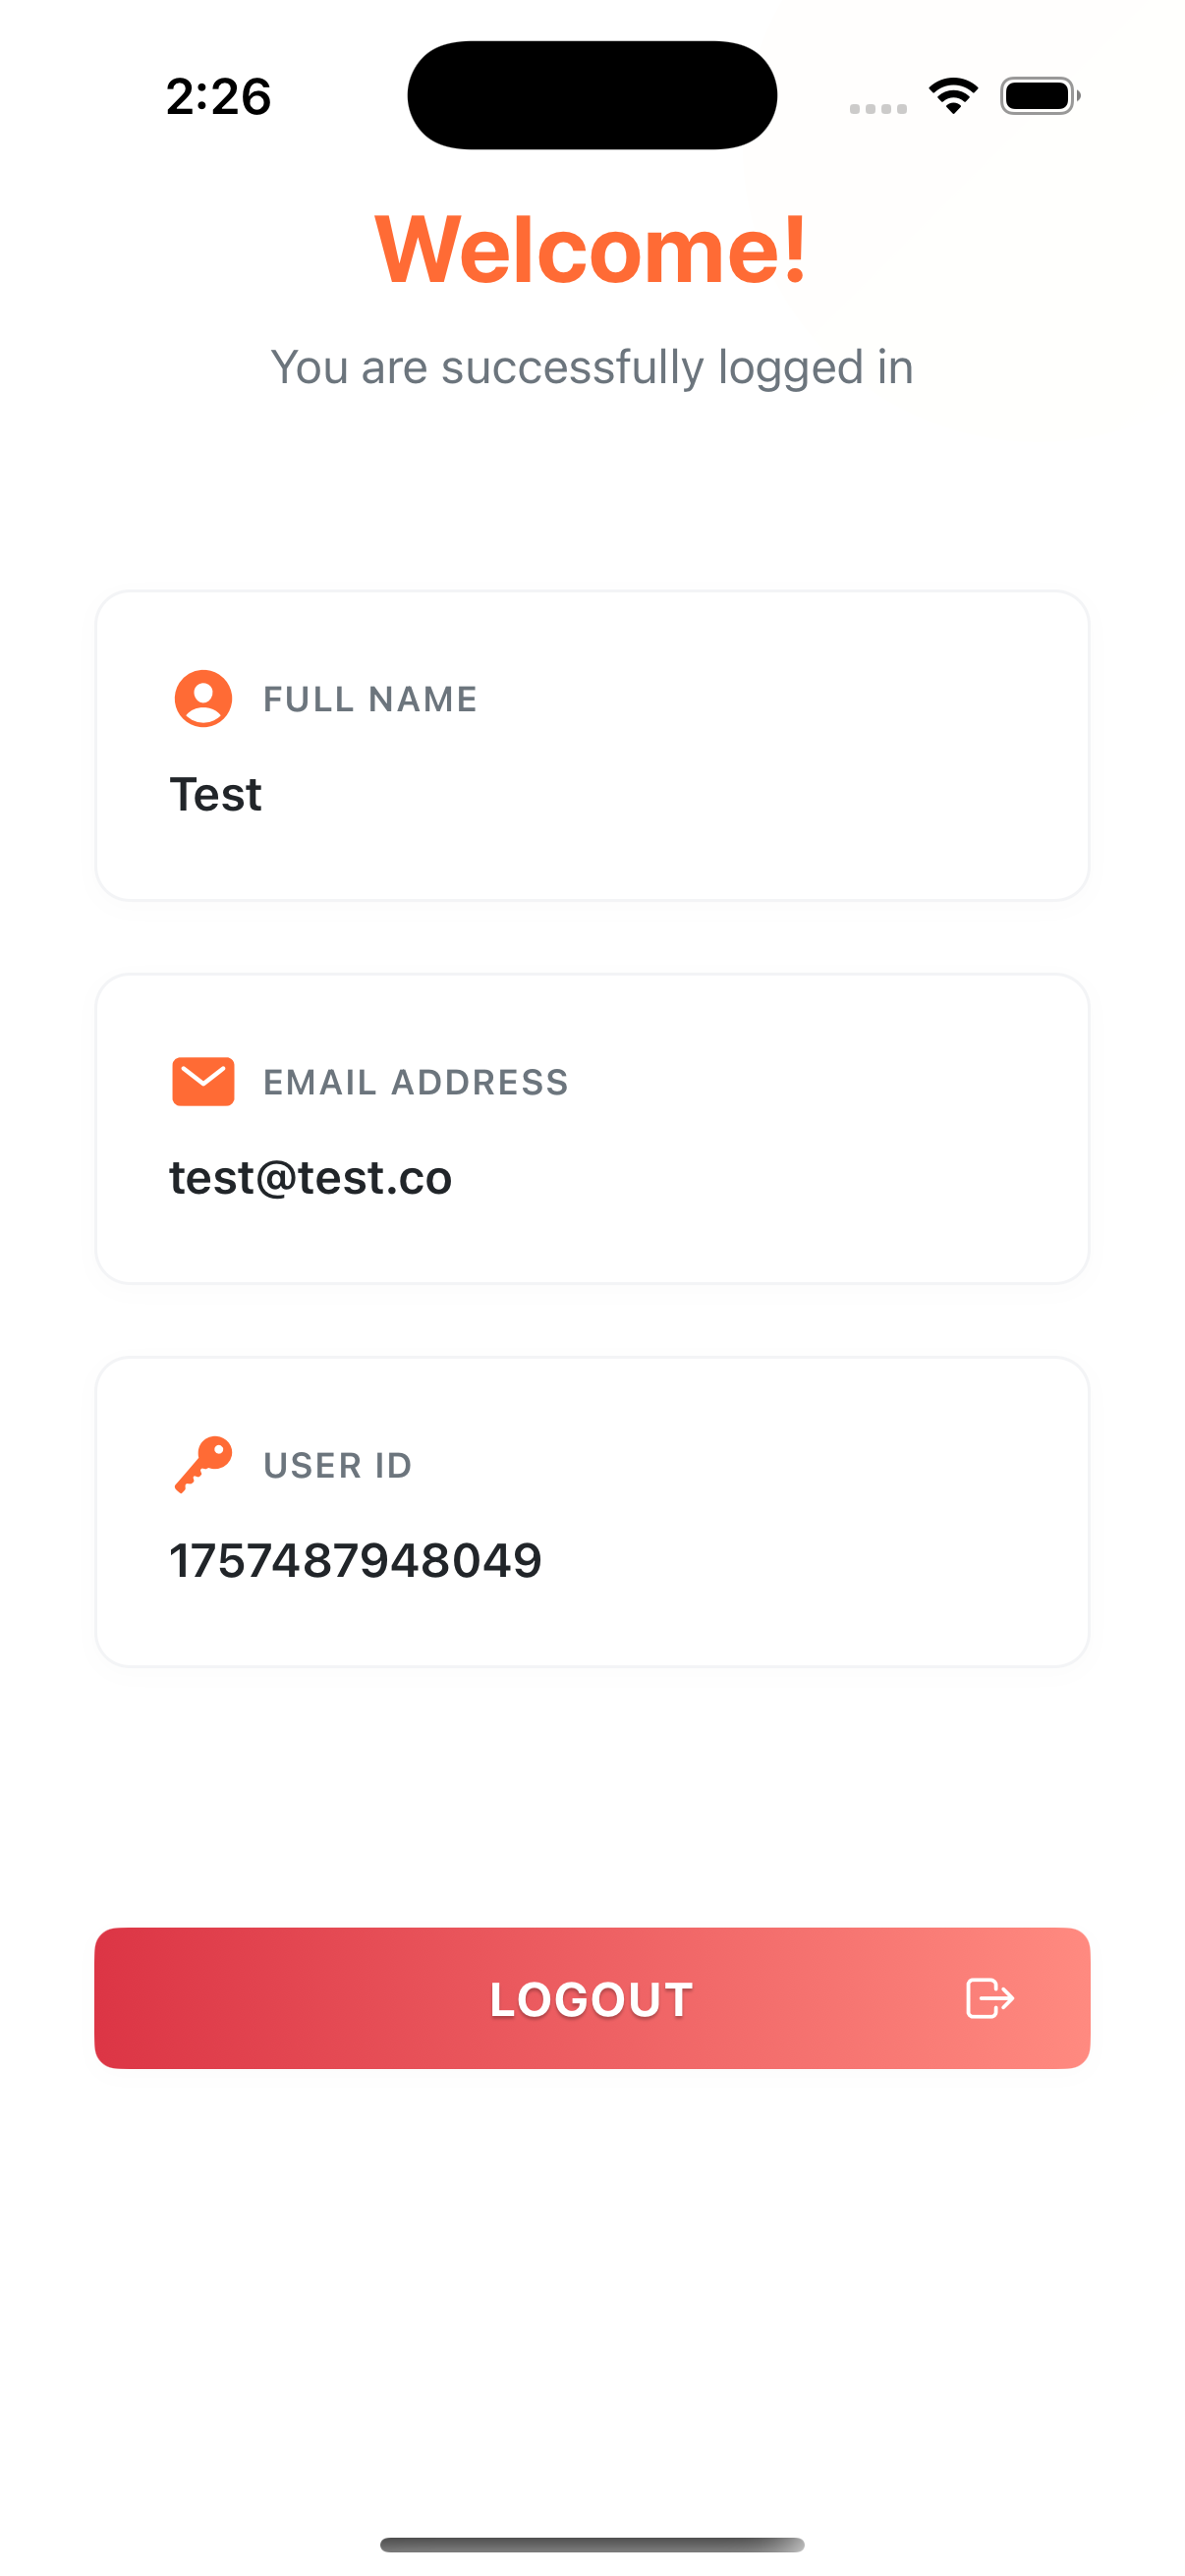 2:26
Welcome!
You are successfully logged in
FULL NAME
Test
EMAIL ADDRESS
test@test.co
USER ID
1757487948049
LOGOUT